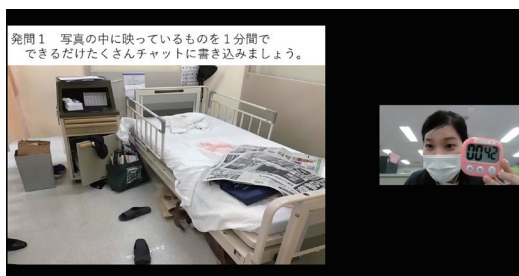 発問１　写真の中に映っているものを１分間で
できるだけたくさんチャットに書き込みましょう。
00:42